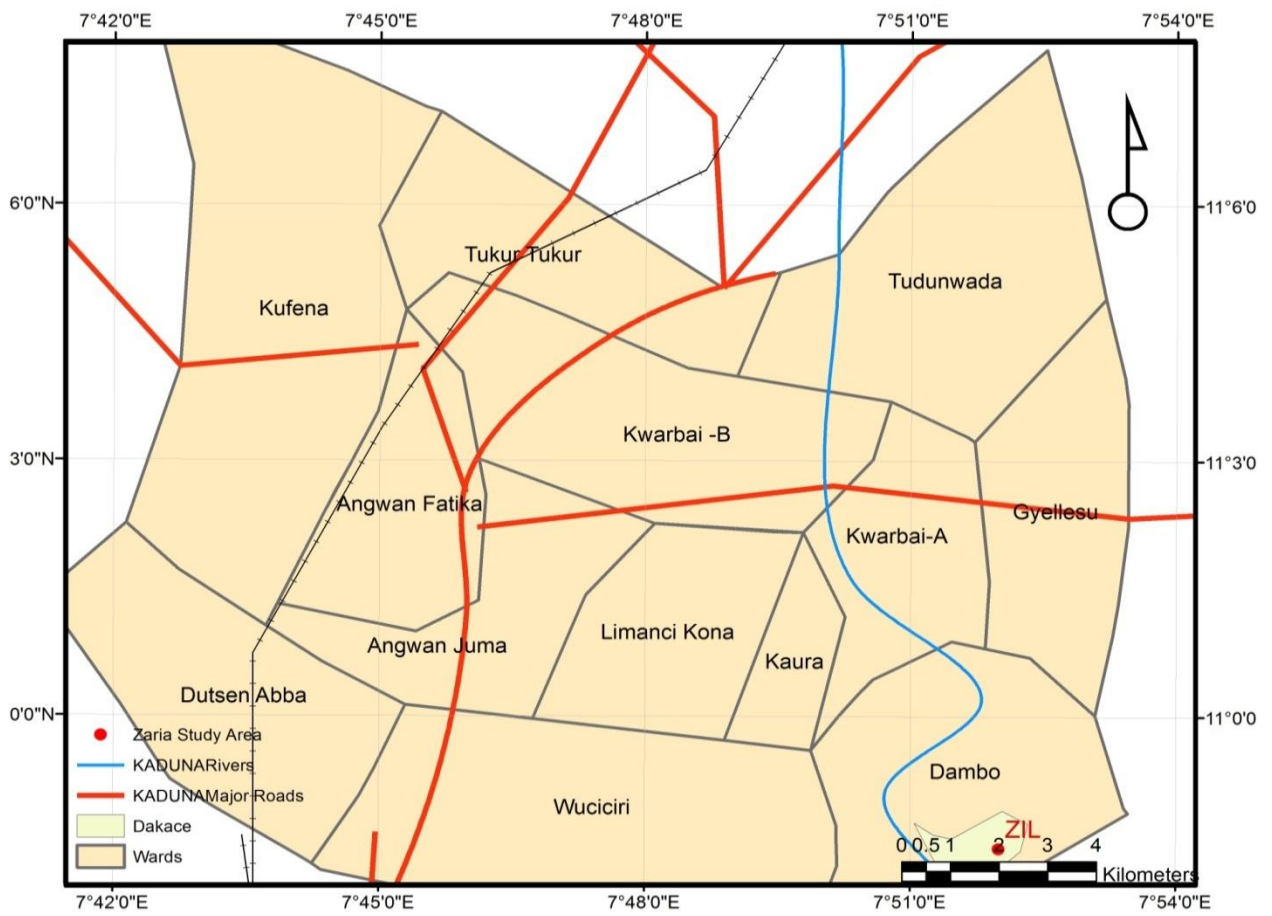 7°42'0"E 7°45'0"E 7°48'0"E 7°51'0"E 7°54'0"E
6'0"N
11°6'0
Tukur Tukur
Tudunwada
Kufena
Kwarbai -B
3'0"N
11°3'0
Angwan Fatika
Gyellesu
Kwarbai-A
Limanci Kona
Angwan Juma
Kaura
Dutsen Abba
0'0"N
11°0'0
Zaria Study Area
KADUNARivers
Dambo
KADUNAMajor Roads
Wuciciri
Dakace
ZIL
Wards
0 0.5 1 2 3 4
Kilometers
7°42'0"E 7°45'0"E 7°48'0"E 7°51'0"E 7°54'0"E